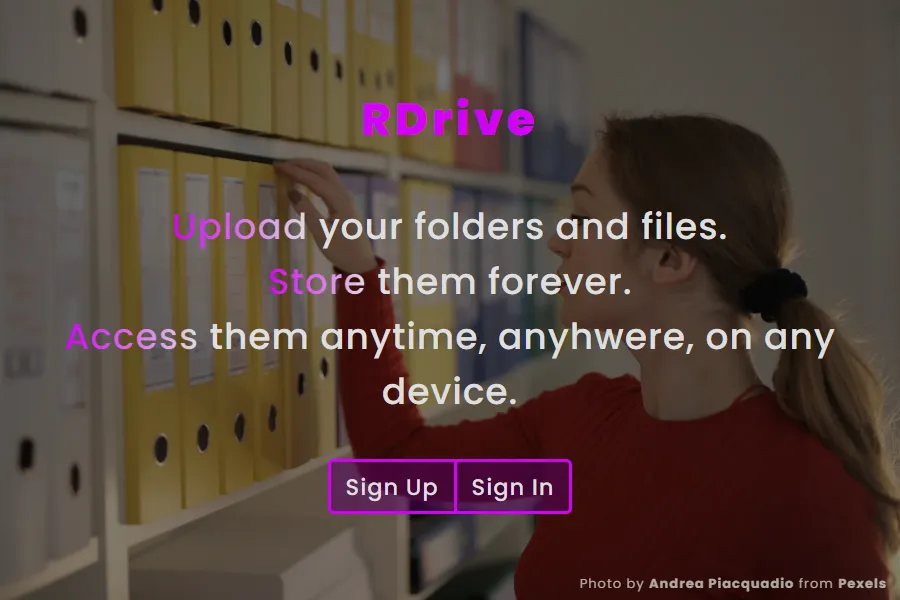 RDrive
Upload your folders and files.
Store them forever.
Access them anytime, anyhwere, on any
device.
Sign Up Sign In
Photo by Andrea Piacquadio from Pexels